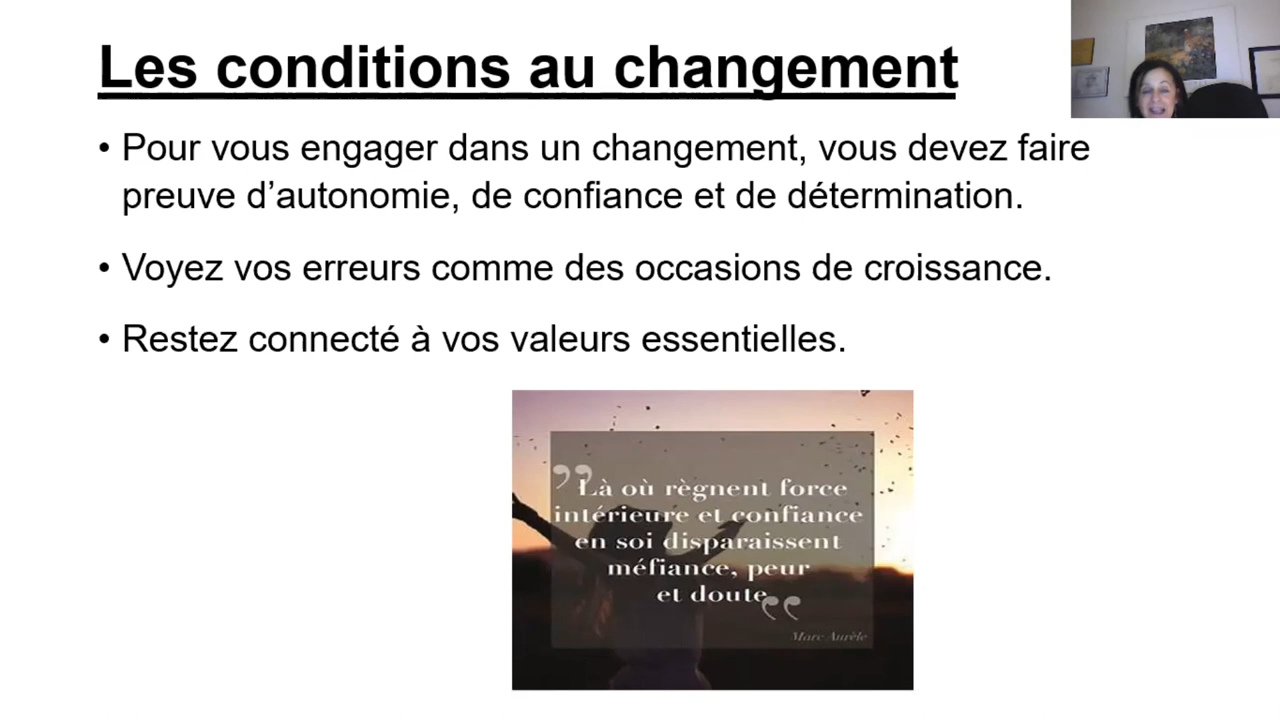 Les conditions au changement
• Pour vous engager dans un changement, vous devez faire
preuve d’autonomie, de confiance et de détermination.
• Voyez vos erreurs comme des occasions de croissance.
• Restez connecté à vos valeurs essentielles.
”Là où règnent force
intérieure et confiance
en soi disparaissent
méfiance, peur
et doute“
Marc Aurèle